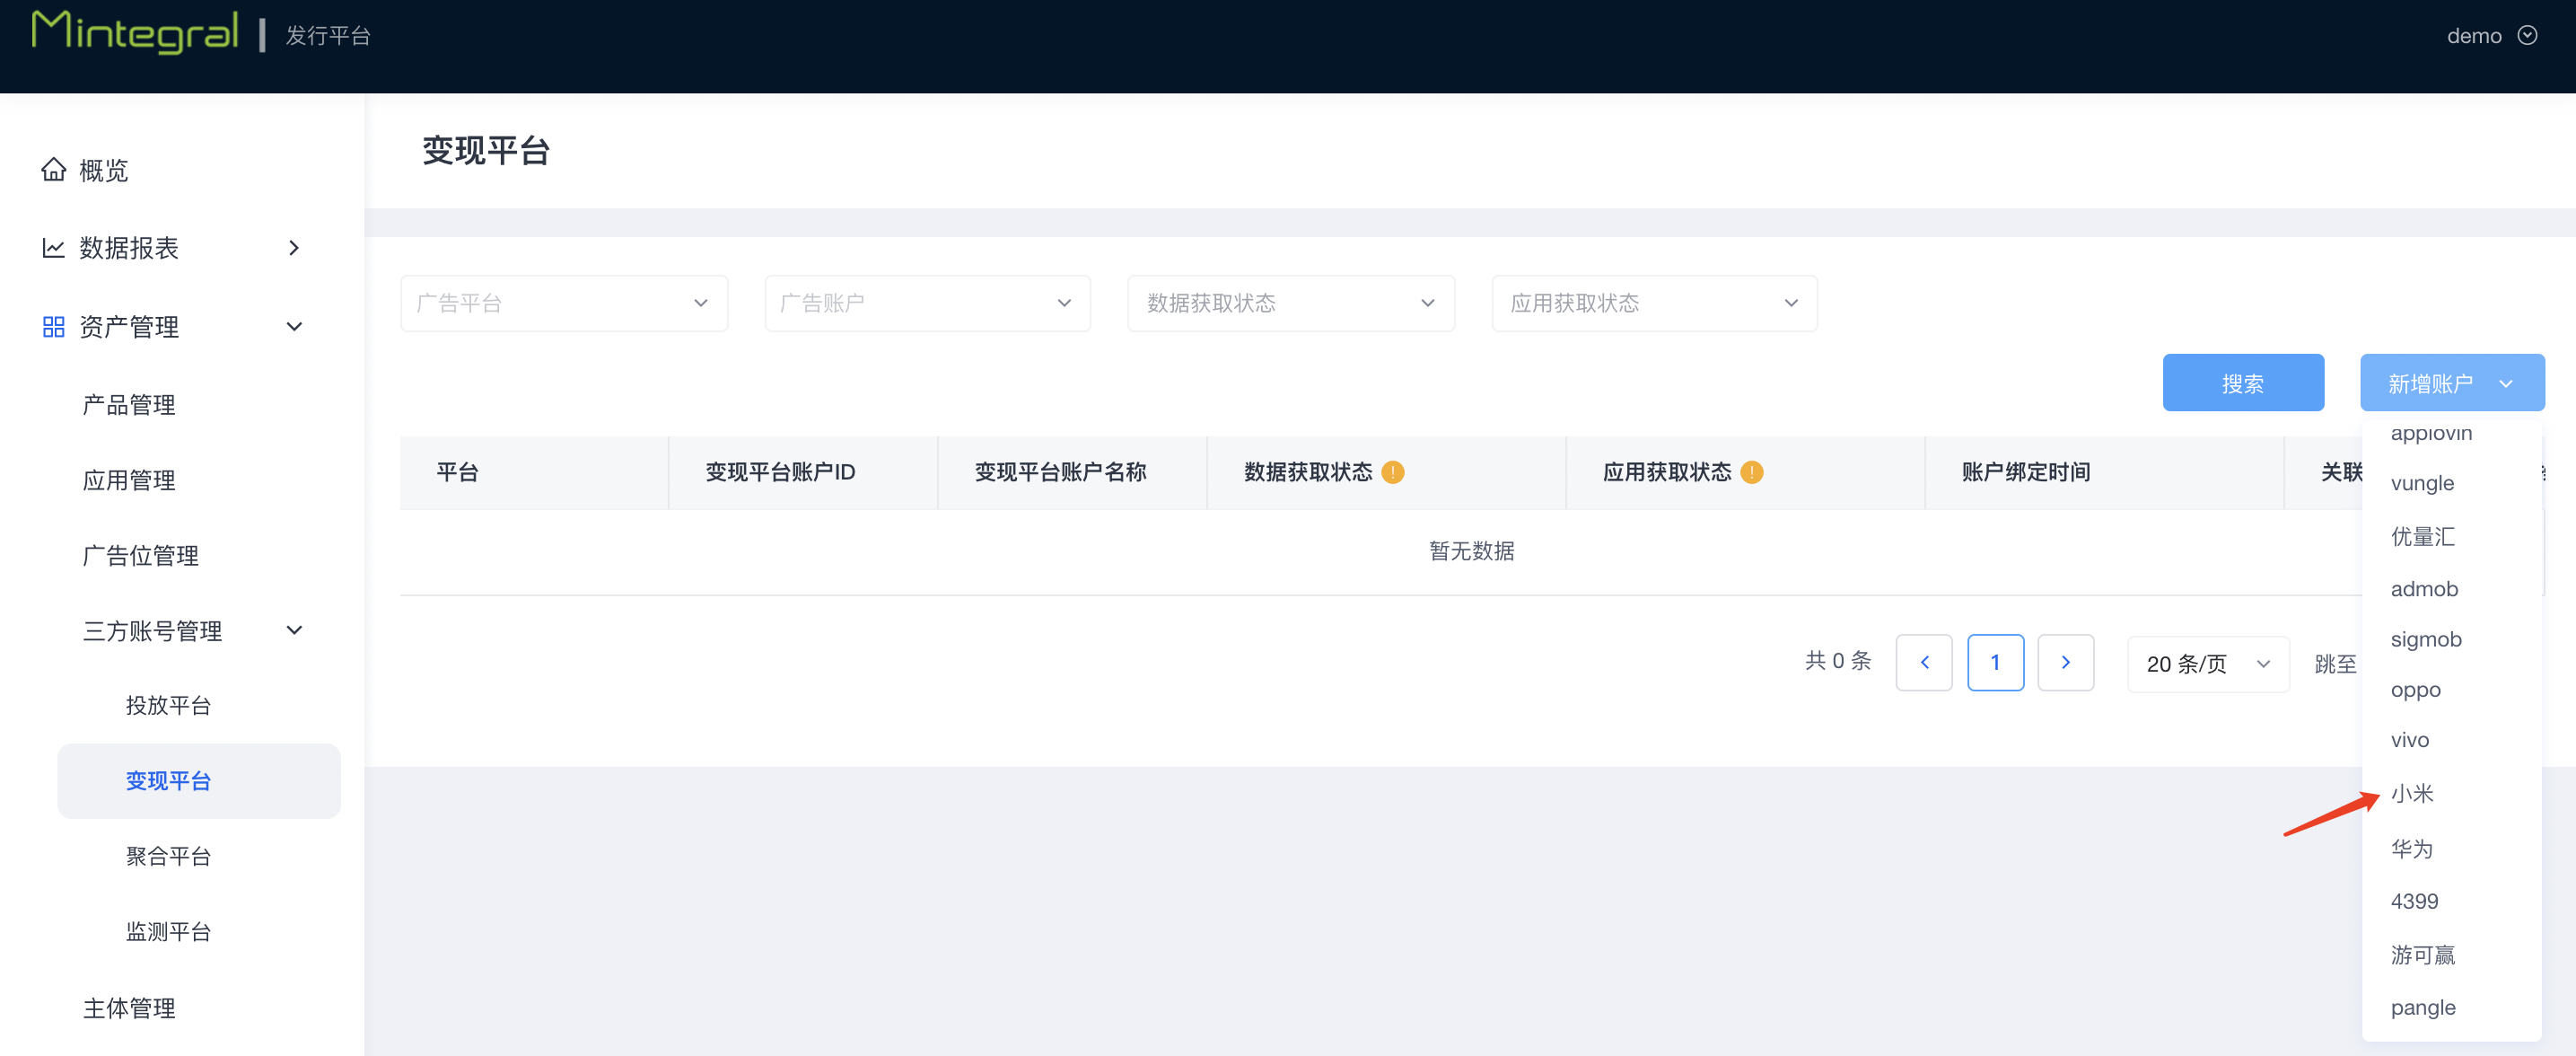 Mintegral
发行平台
demo
概览
数据报表
资产管理
产品管理
应用管理
广告位管理
三方账号管理
投放平台
变现平台
聚合平台
监测平台
主体管理
变现平台
广告平台
广告账户
数据获取状态
应用获取状态
搜索
新增账户
平台
变现平台账户ID
变现平台账户名称
数据获取状态
应用获取状态
账户绑定时间
关联
暂无数据
共 0 条
1
20 条/页
跳至
applovin
vungle
优量汇
admob
sigmob
oppo
vivo
小米
华为
4399
游可赢
pangle